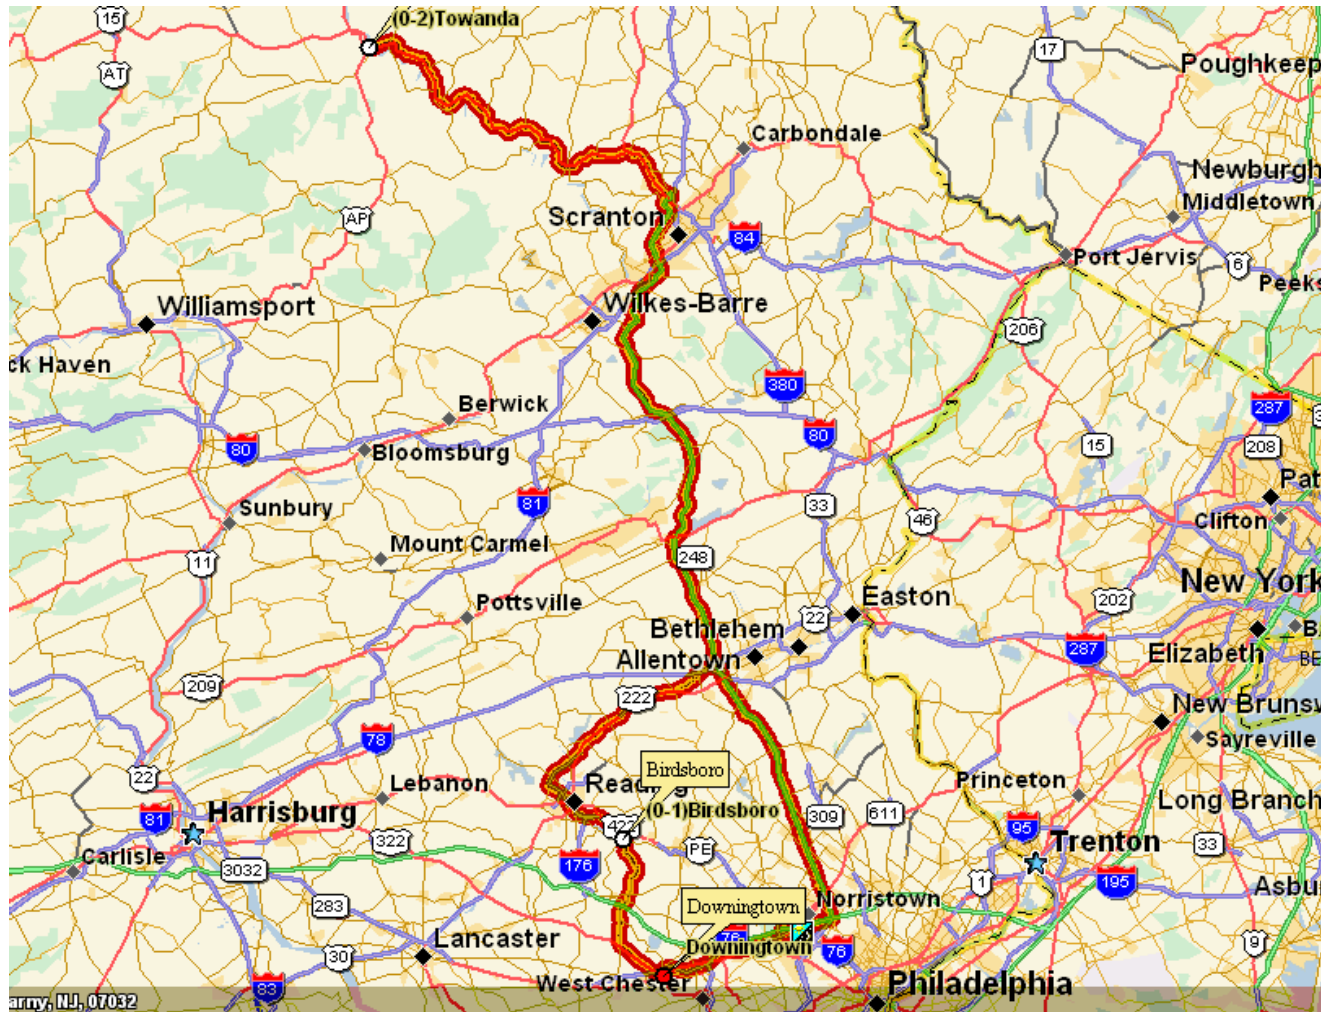 (0-2)Towanda
15
17
Poughkeep
AT
Carbondale
Newburgh
Middletown
AP
Scranton
84
Port Jervis
6
Peeks
Williamsport
Wilkes-Barre
206
ck Haven
380
Berwick
287
80
80
15
208
Bloomsburg
81
33
Pat
Sunbury
46
Clifton
Mount Carmel
11
248
New York
Pottsville
Easton
202
22
Bethlehem
B
287
Elizabeth
BE
Allentown
209
222
New Brunsw
78
Sayreville
22
Birdsboro
Lebanon
Reading
Princeton
Long Branch
Harrisburg
(0-1)Birdsboro
309
611
81
422
95
322
Trenton
33
PE
Carlisle
3032
176
1
195
Asbu
283
Downingtown
Norristown
Lancaster
76
Downingtown
76
9
30
West Chester
83
Philadelphia
arny, NJ, 07032